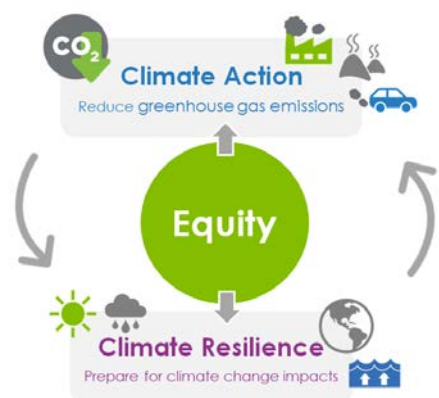 CO2
Climate Action
Reduce greenhouse gas emissions
Equity
Climate Resilience
Prepare for climate change impacts